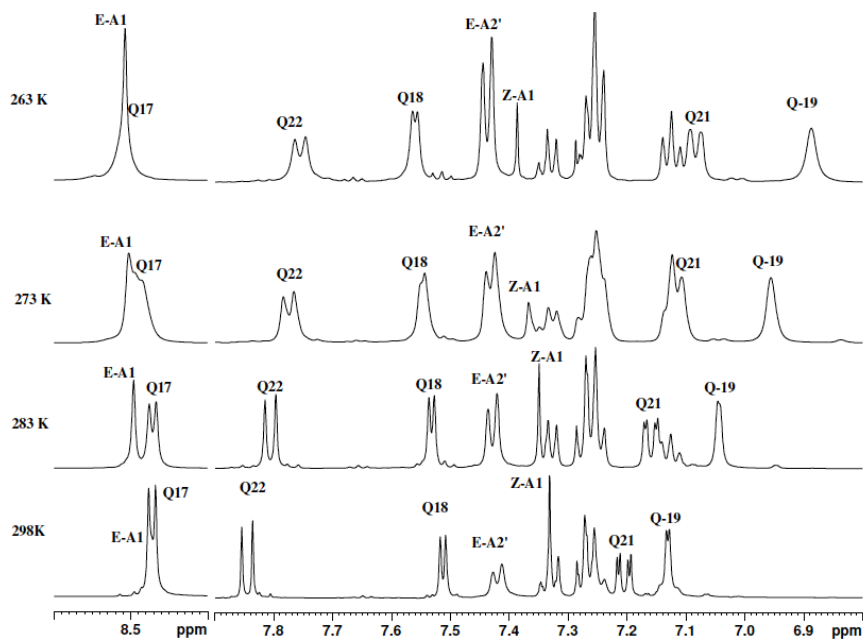 E-A1
Q17
263 K
Q22
Q18
E-A2'
Z-A1
Q21
Q-19
273 K
E-A1
Q17
Q22
Q18
E-A2'
Z-A1
Q21
Q-19
283 K
E-A1
Q17
Q22
Q18
E-A2'
Z-A1
Q21
Q-19
298K
E-A1
Q17
Q22
Q18
E-A2'
Z-A1
Q21
Q-19
8.5 ppm 7.8 7.7 7.6 7.5 7.4 7.3 7.2 7.1 7.0 6.9 ppm